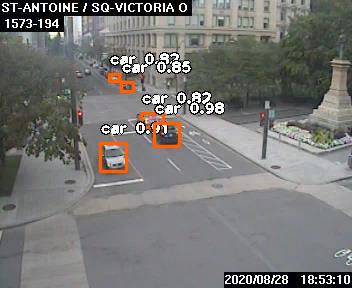 ST-ANTOINE / SQ-VICTORIA O
1573-194
car 0.82
car 0.85
car 0.82
car 0.98
car 0.91
2020/08/28 18:53:10